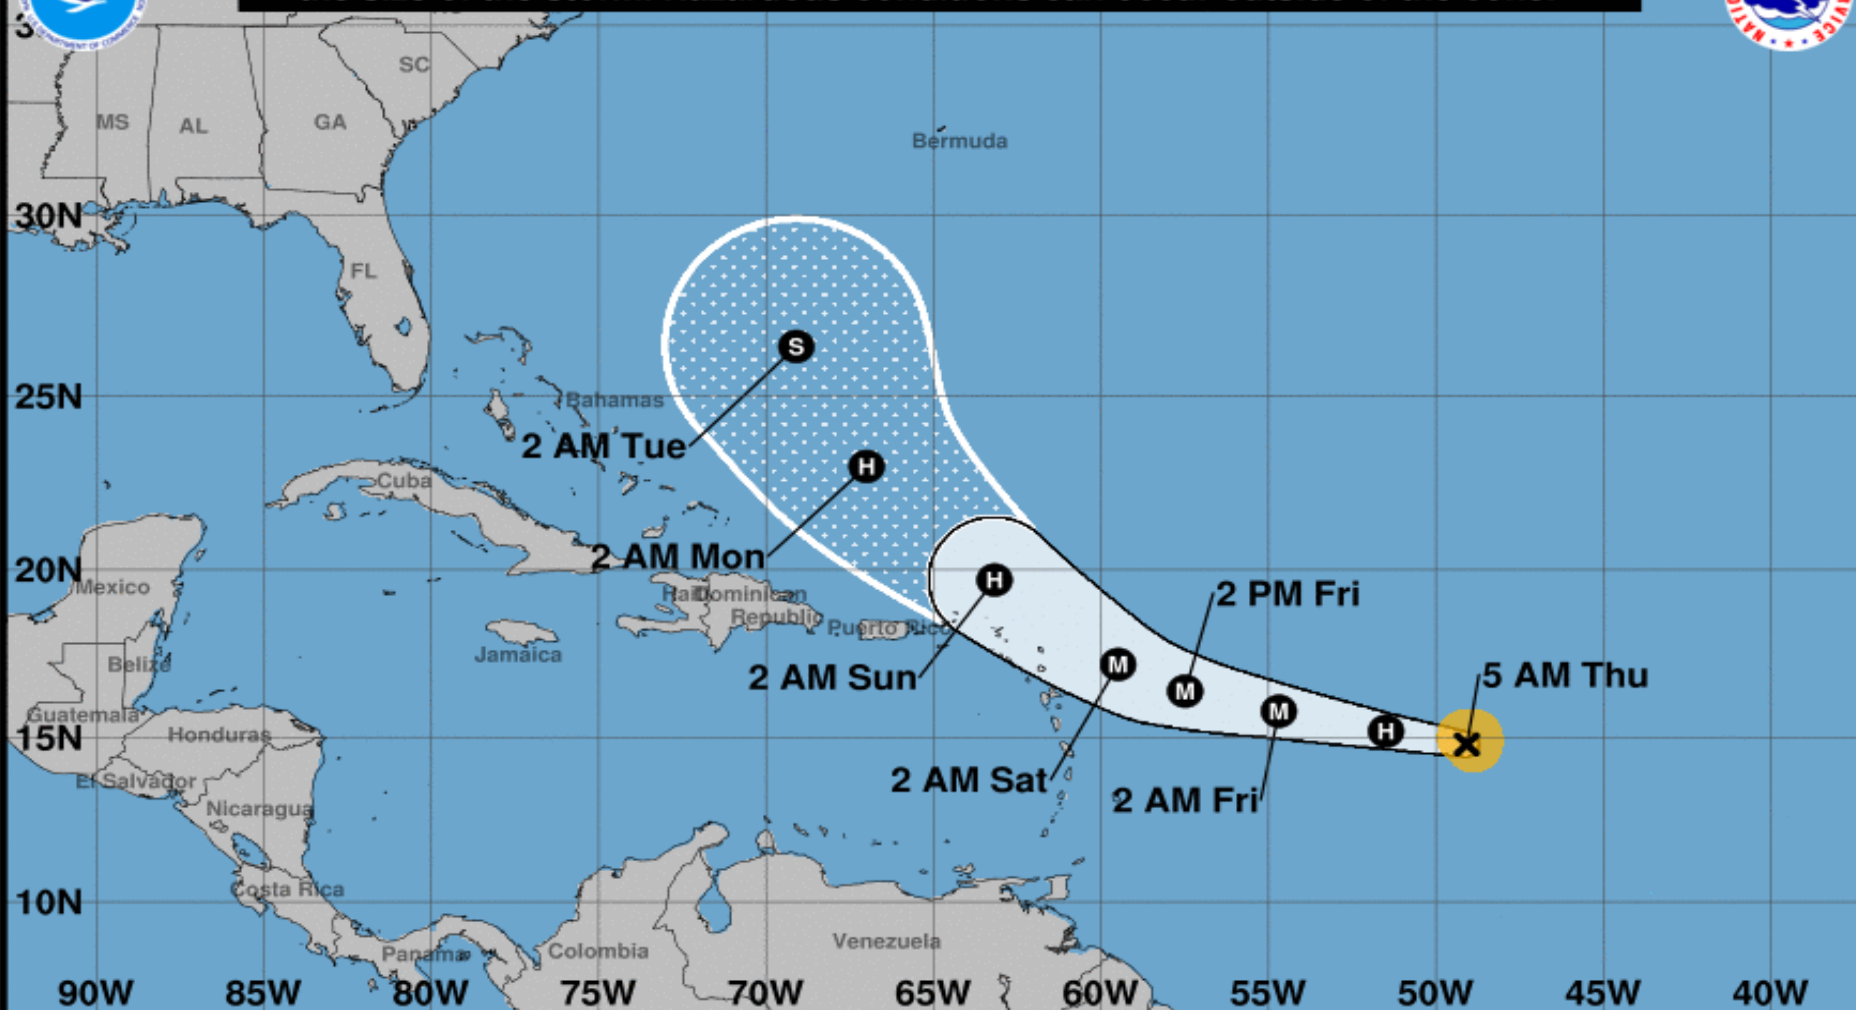 SC
MS
AL
GA
Bermuda
30N
FL
25N
Bahamas
2 AM Tue
S
H
Cuba
2 AM Mon
20N
Mexico
H
2 PM Fri
Dominican
Republic
Puerto Rico
Jamaica
Belize
2 AM Sun
M
5 AM Thu
M
Guatemala
M
Honduras
H
15N
El Salvador
2 AM Sat
2 AM Fri
Nicaragua
Costa Rica
10N
Panama
Colombia
Venezuela
90W 85W 80W 75W 70W 65W 60W 55W 50W 45W 40W